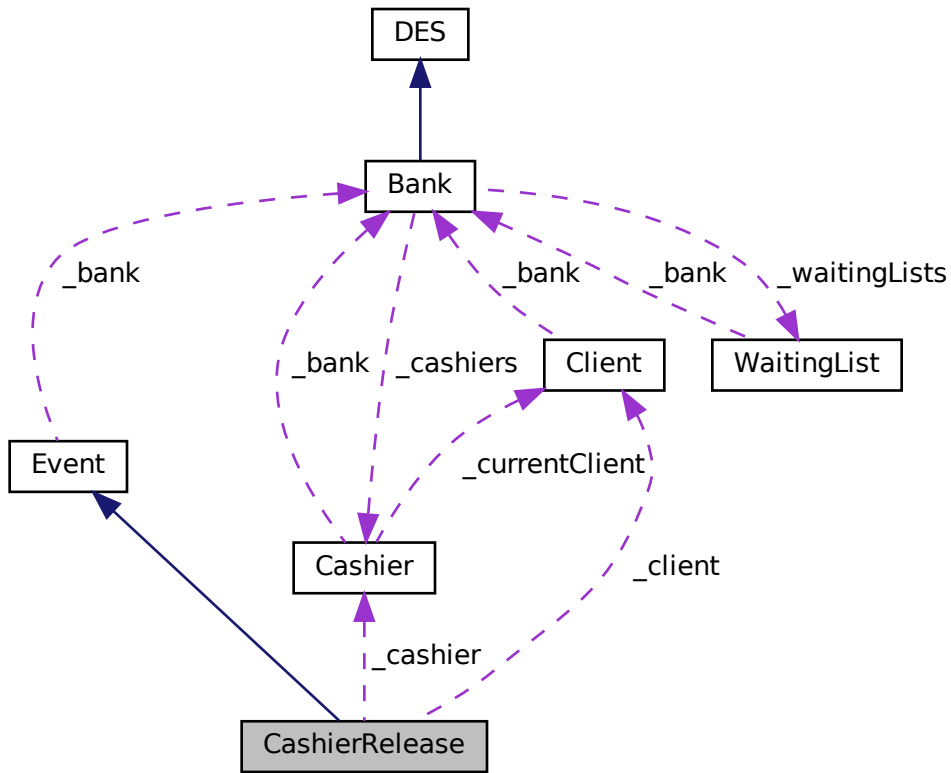 DES
Bank
_bank
_bank
_cashiers
_bank
_bank
_waitingLists
Client
WaitingList
Event
_currentClient
Cashier
_client
_cashier
CashierRelease